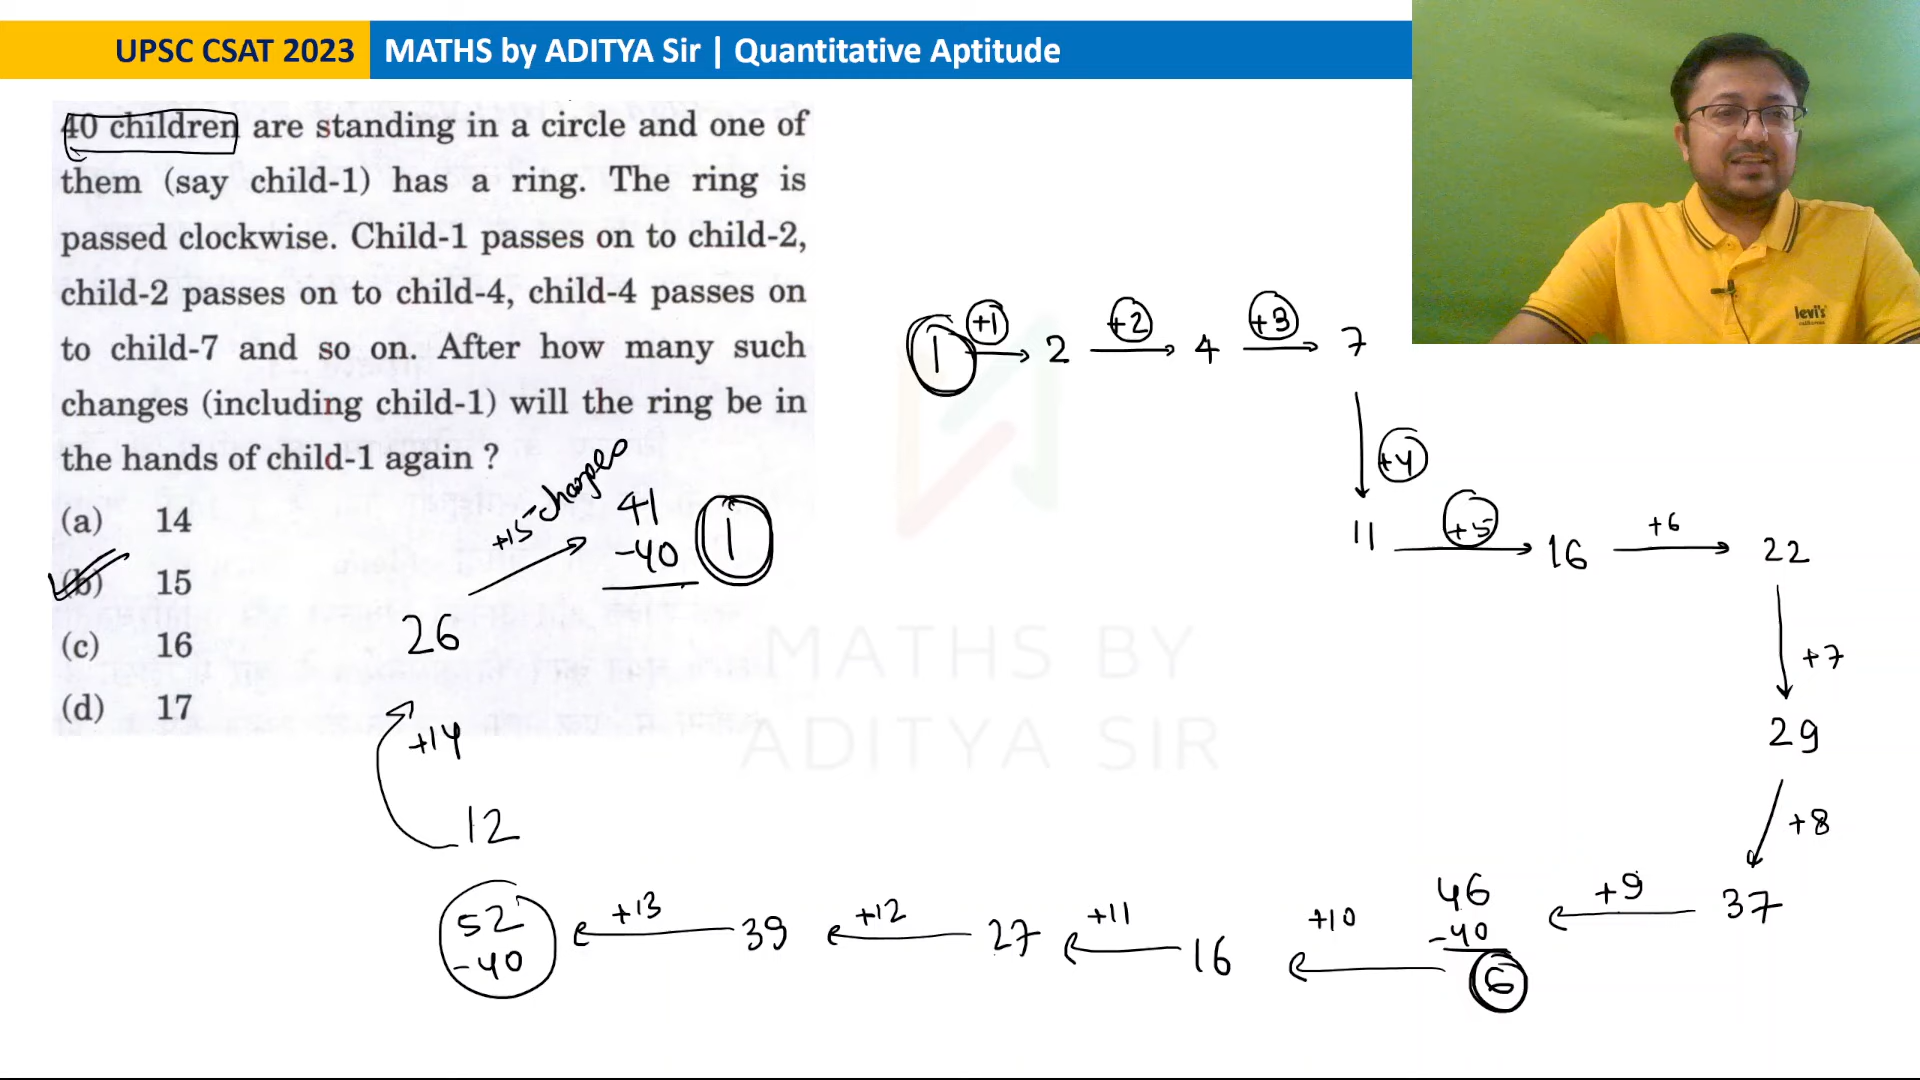 UPSC CSAT 2023 MATHS by ADITYA Sir | Quantitative Aptitude
40 children are standing in a circle and one of
them (say child-1) has a ring. The ring is
passed clockwise. Child-1 passes on to child-2,
child-2 passes on to child-4, child-4 passes on
to child-7 and so on. After how many such
changes (including child-1) will the ring be in
the hands of child-1 again ?
(a) 14
(b) 15
(c) 16
(d) 17
1 +1 2 +2 4 +3 7
+4
11 +5 16 +6 22
+7
29
+8
37
+9
46
-40
6
+10
16
+11
27
+12
39
+13
52
-40
12
+14
26
+15 changes
41
-40
1
levi's
MATHS BY
ADITYA SIR